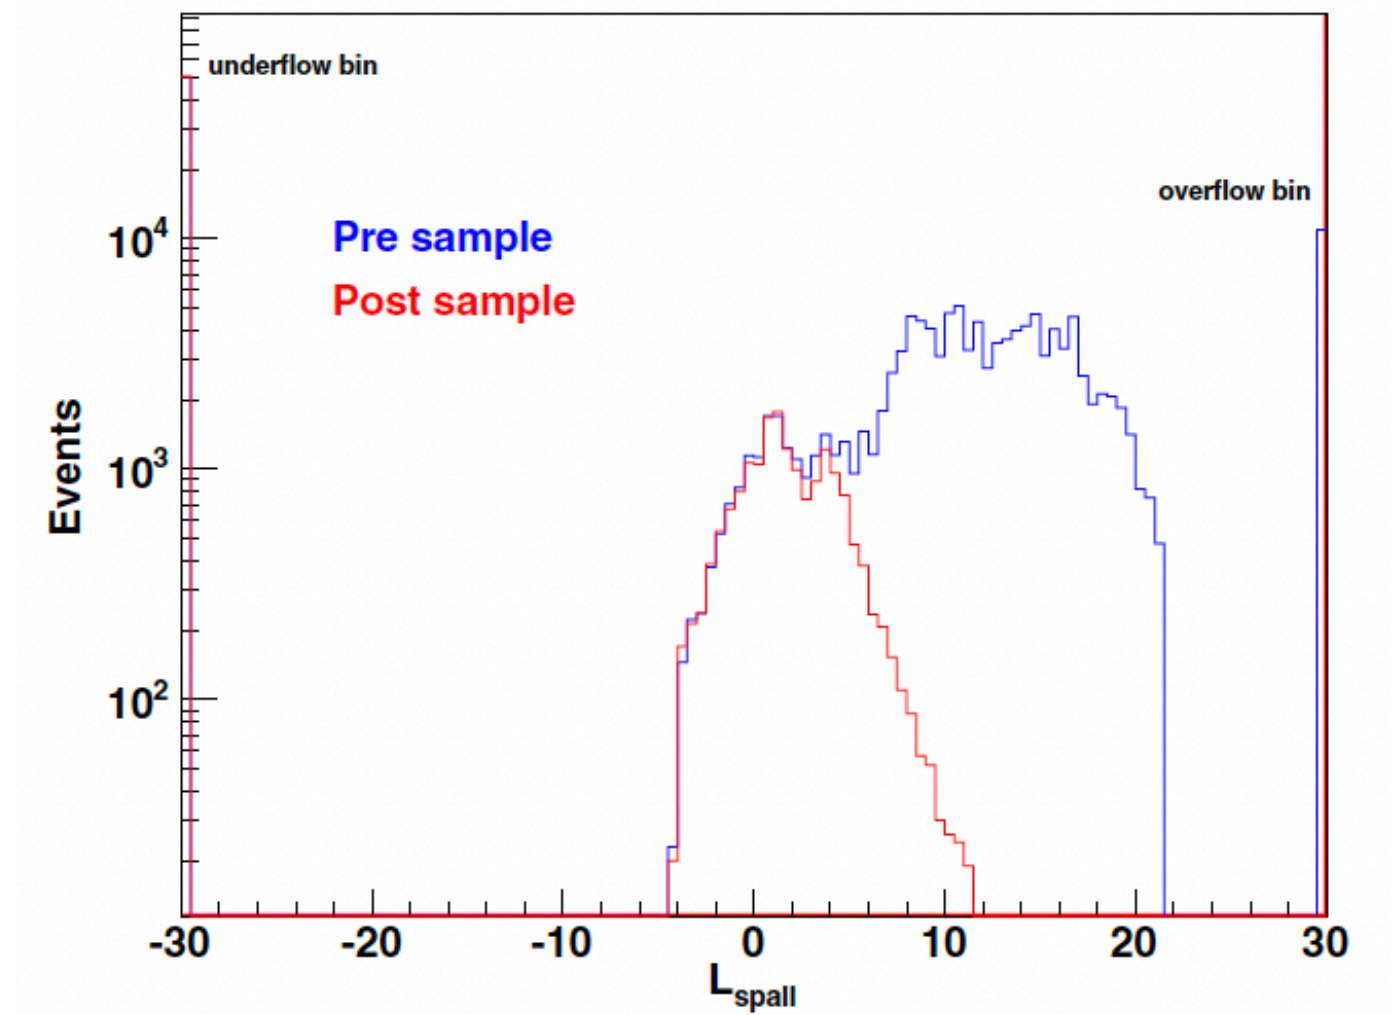 underflow bin
overflow bin
10⁴
Pre sample
Post sample
10³
10²
Events
-30 -20 -10 0 10 20 30
Lspall